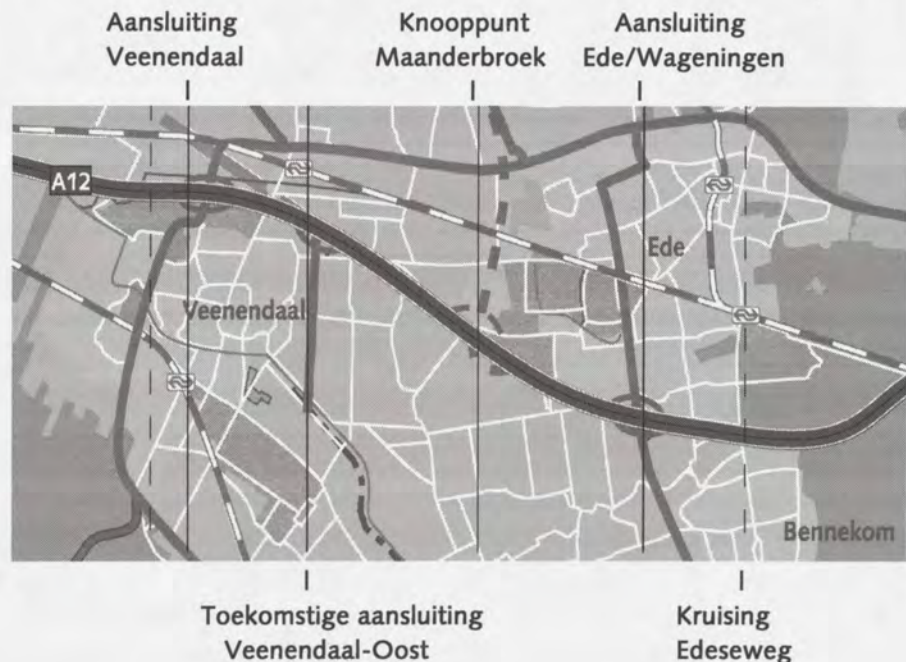 Aansluiting
Veenendaal
Knooppunt
Maanderbroek
Aansluiting
Ede/Wageningen
A12
Ede
Veenendaal
Bennekom
Toekomstige aansluiting
Veenendaal-Oost
Kruising
Edeseweg